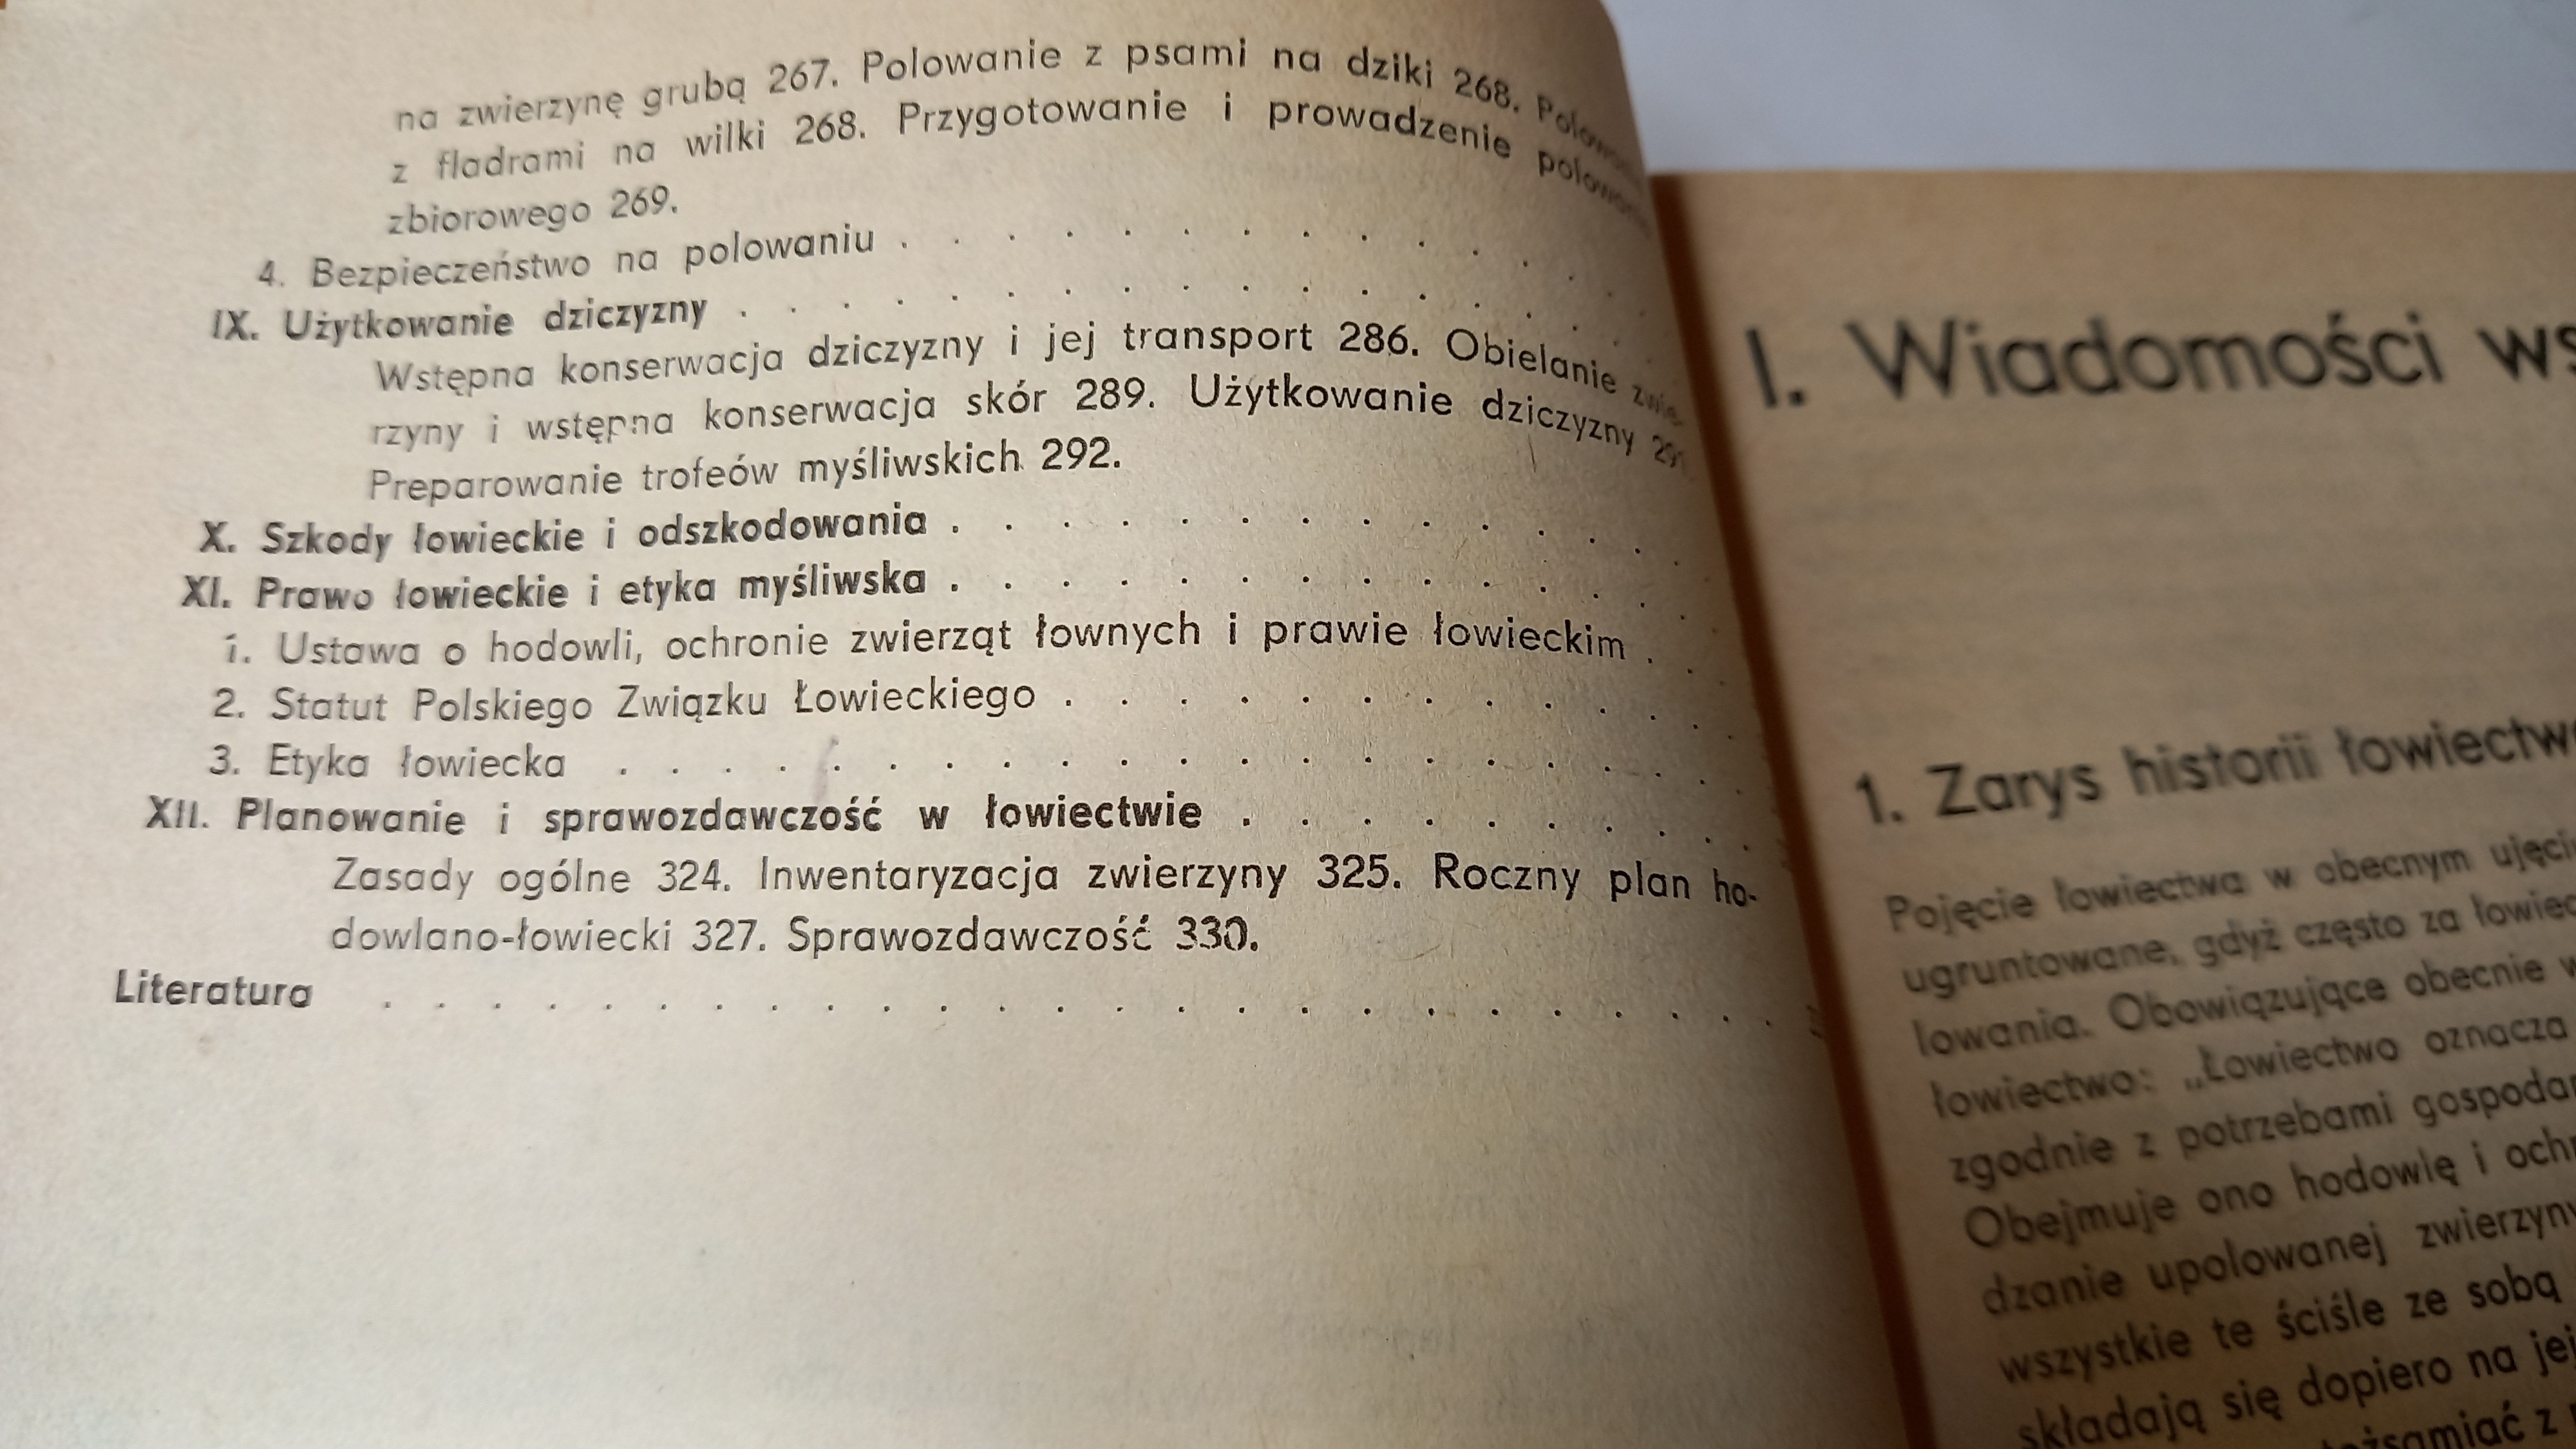 na zwierzynę grubą 267. Polowanie z psami na dziki 268.
z fladrami na wilki 268. Przygotowanie i prowadzenie
zbiorowego 269.
4. Bezpieczeństwo na polowaniu . . . . . . . . . . . .
IX. Użytkowanie dziczyzny . . . . . . . . . . . . . .
Wstępna konserwacja dziczyzny i jej transport 286. Obielanie zwie-
rzyny i wstępna konserwacja skór 289. Użytkowanie dziczyzny
Preparowanie trofeów myśliwskich 292.
X. Szkody łowieckie i odszkodowania . . . . . . . . . . . .
XI. Prawo łowieckie i etyka myśliwska . . . . . . . . . . . .
1. Ustawa o hodowli, ochronie zwierząt łownych i prawie łowieckim . .
2. Statut Polskiego Związku Łowieckiego . . . . . . . . . . .
3. Etyka łowiecka . . . . . . . . . . . . . . . . . . .
XII. Planowanie i sprawozdawczość w łowiectwie . . . . . . . . .
Zasady ogólne 324. Inwentaryzacja zwierzyny 325. Roczny plan ho-
dowlano-łowiecki 327. Sprawozdawczość 330.
Literatura . . . . . . . . . . . . . . . . . . . . . . . .
I. Wiadomości
1. Zarys historii
Pojęcie łowiectwa w obecnym
ugruntowane, gdyż często za
lowania. Obowiązujące obecnie
łowiectwo: „Łowiectwo oznacza
zgodnie z potrzebami
Obejmuje ono hodowlę i
dzanie upolowanej
wszystkie te ściśle ze sobą
składają się dopiero na